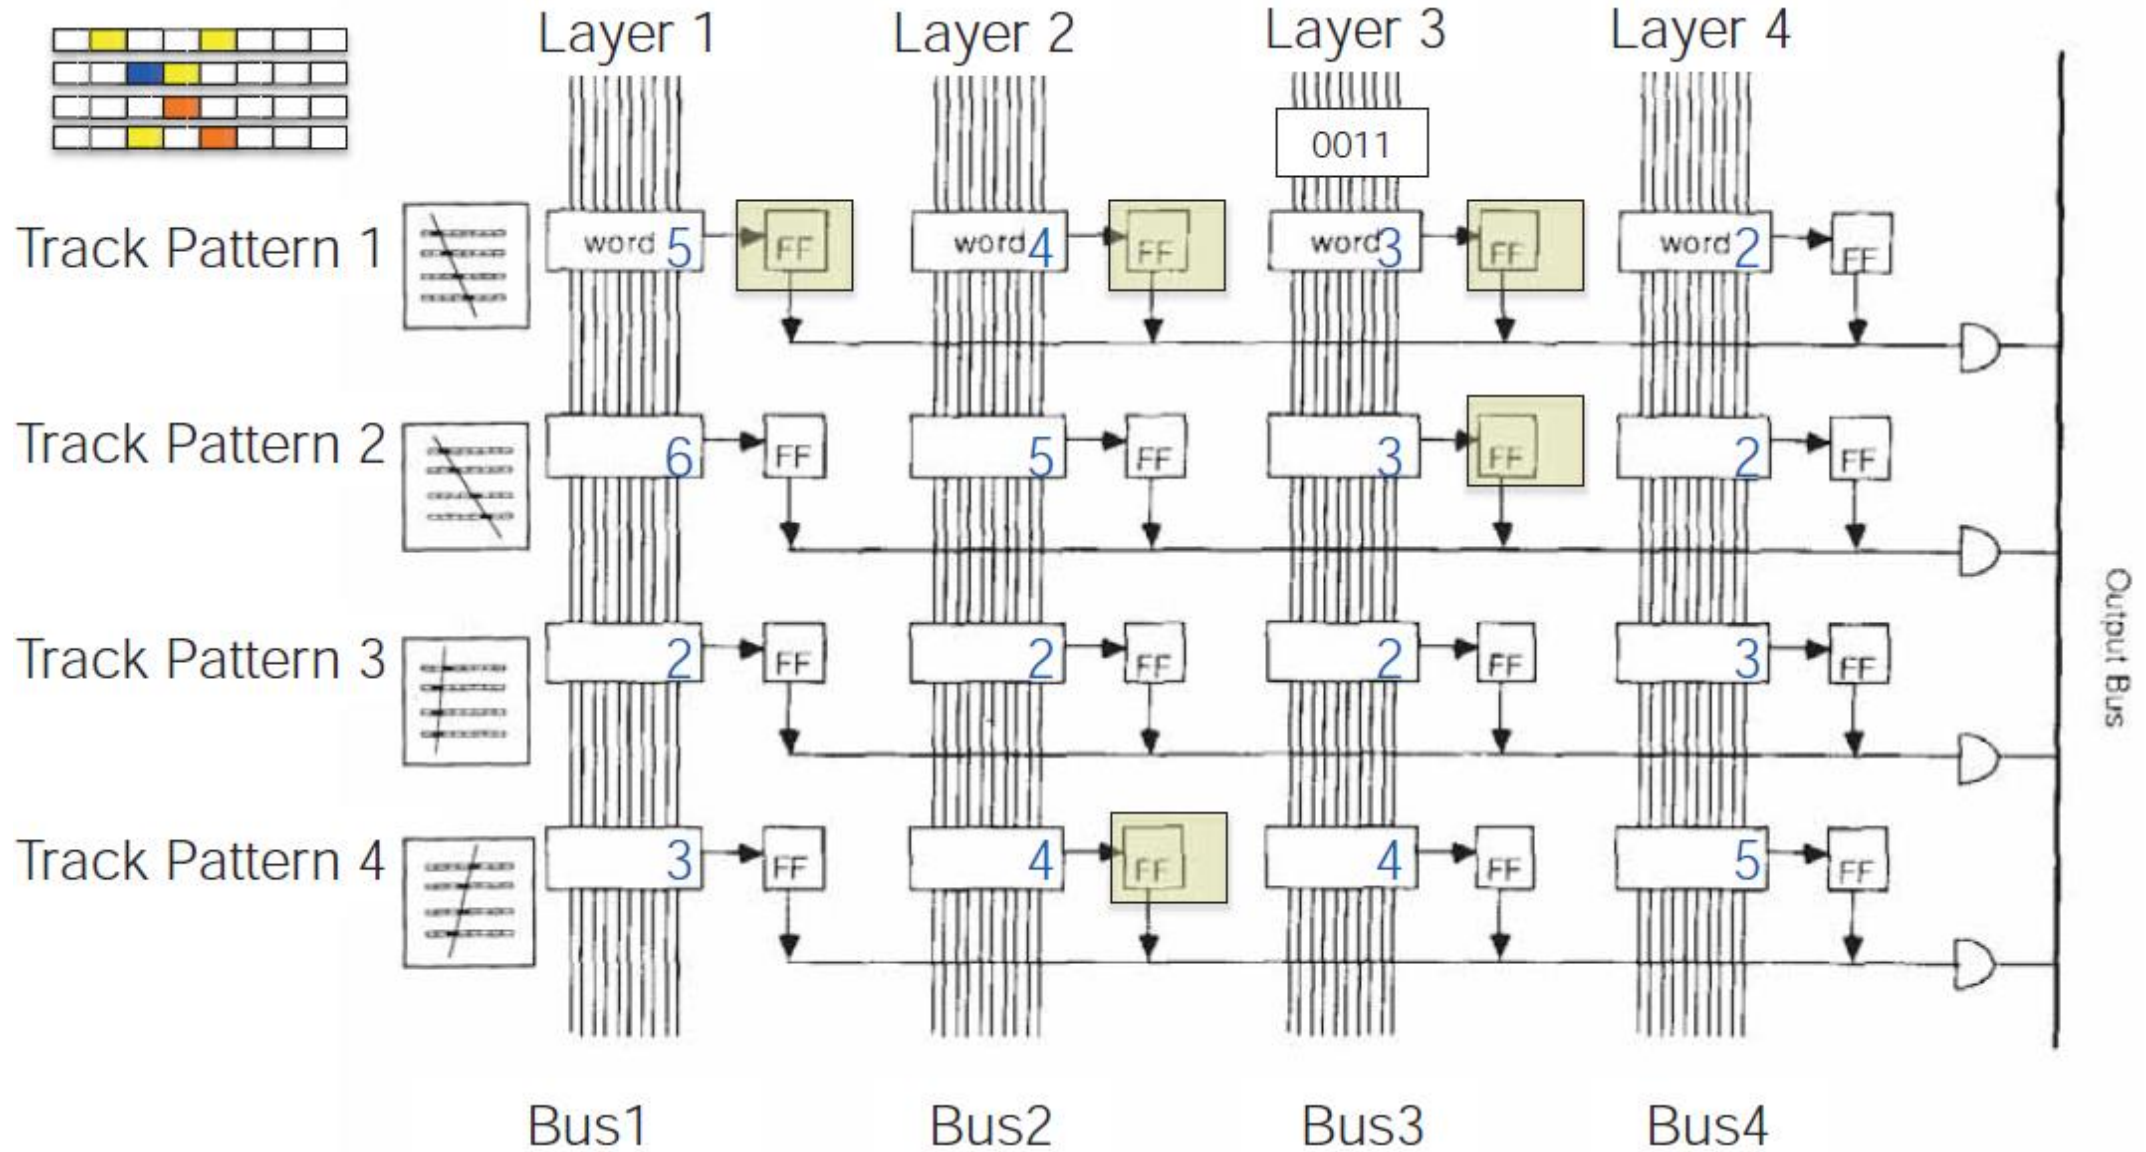 Layer 1 Layer 2 Layer 3 Layer 4
0011
Track Pattern 1 word 5 FF word 4 FF word 3 FF word 2 FF
Track Pattern 2 6 FF 5 FF 3 FF 2 FF
Track Pattern 3 2 FF 2 FF 2 FF 3 FF
Track Pattern 4 3 FF 4 FF 4 FF 5 FF
Output Bus
Bus1 Bus2 Bus3 Bus4